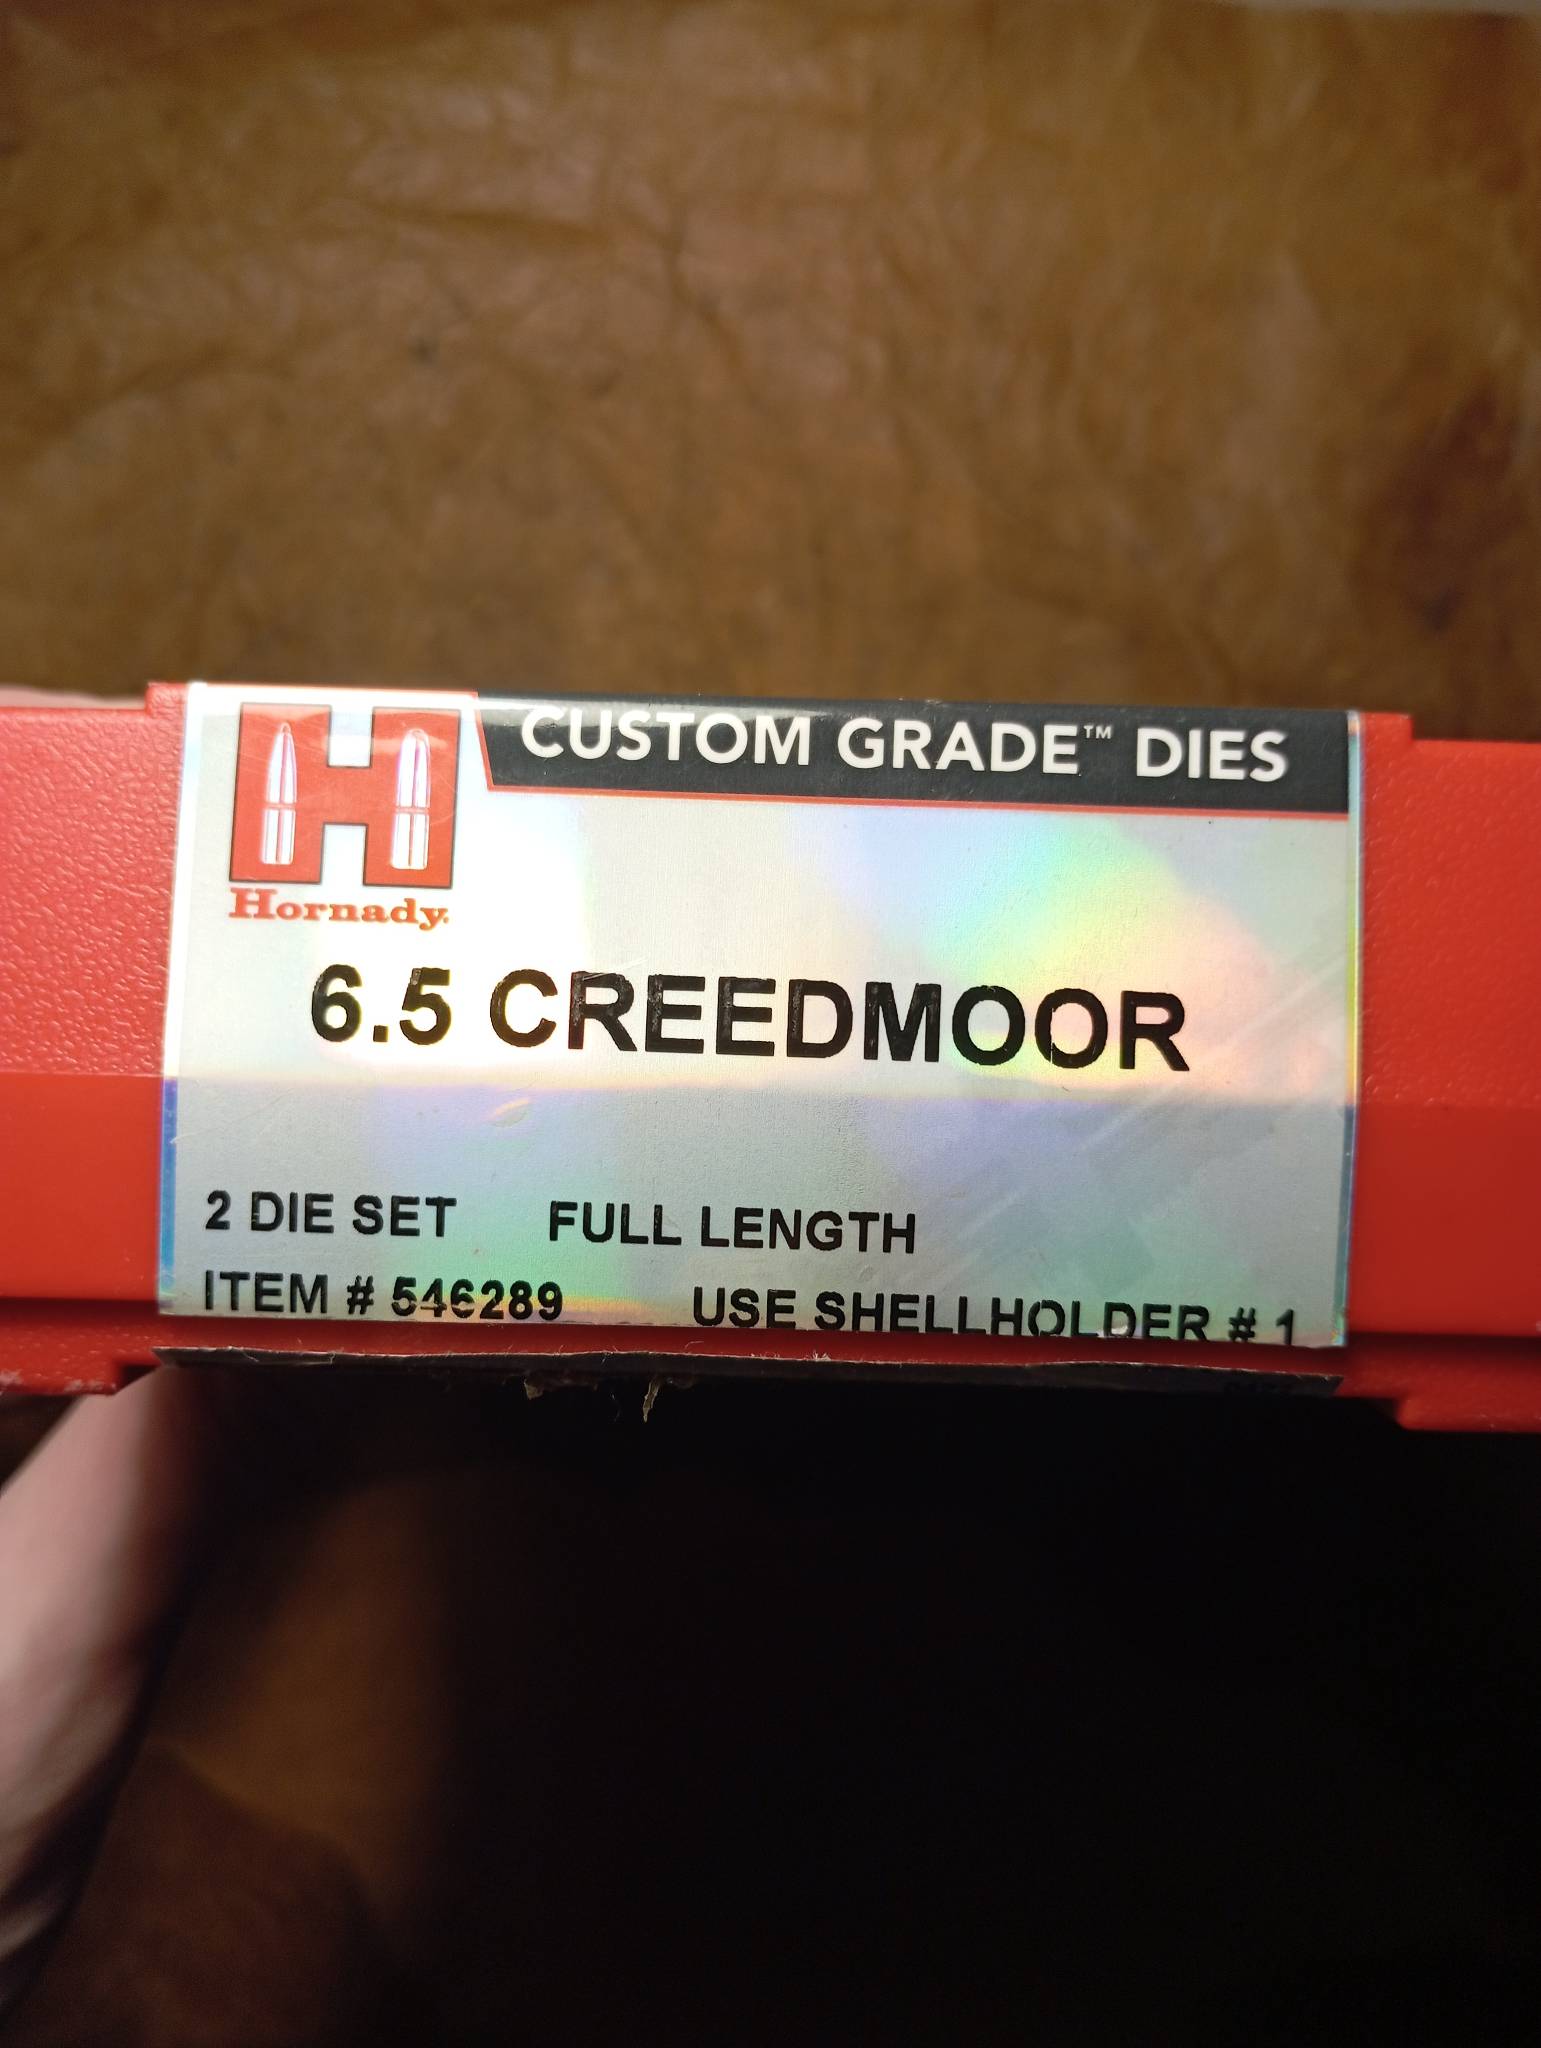 CUSTOM GRADE™ DIES
Hornady.
6.5 CREEDMOOR
2 DIE SET FULL LENGTH
ITEM # 546289 USE SHELLHOLDER # 1